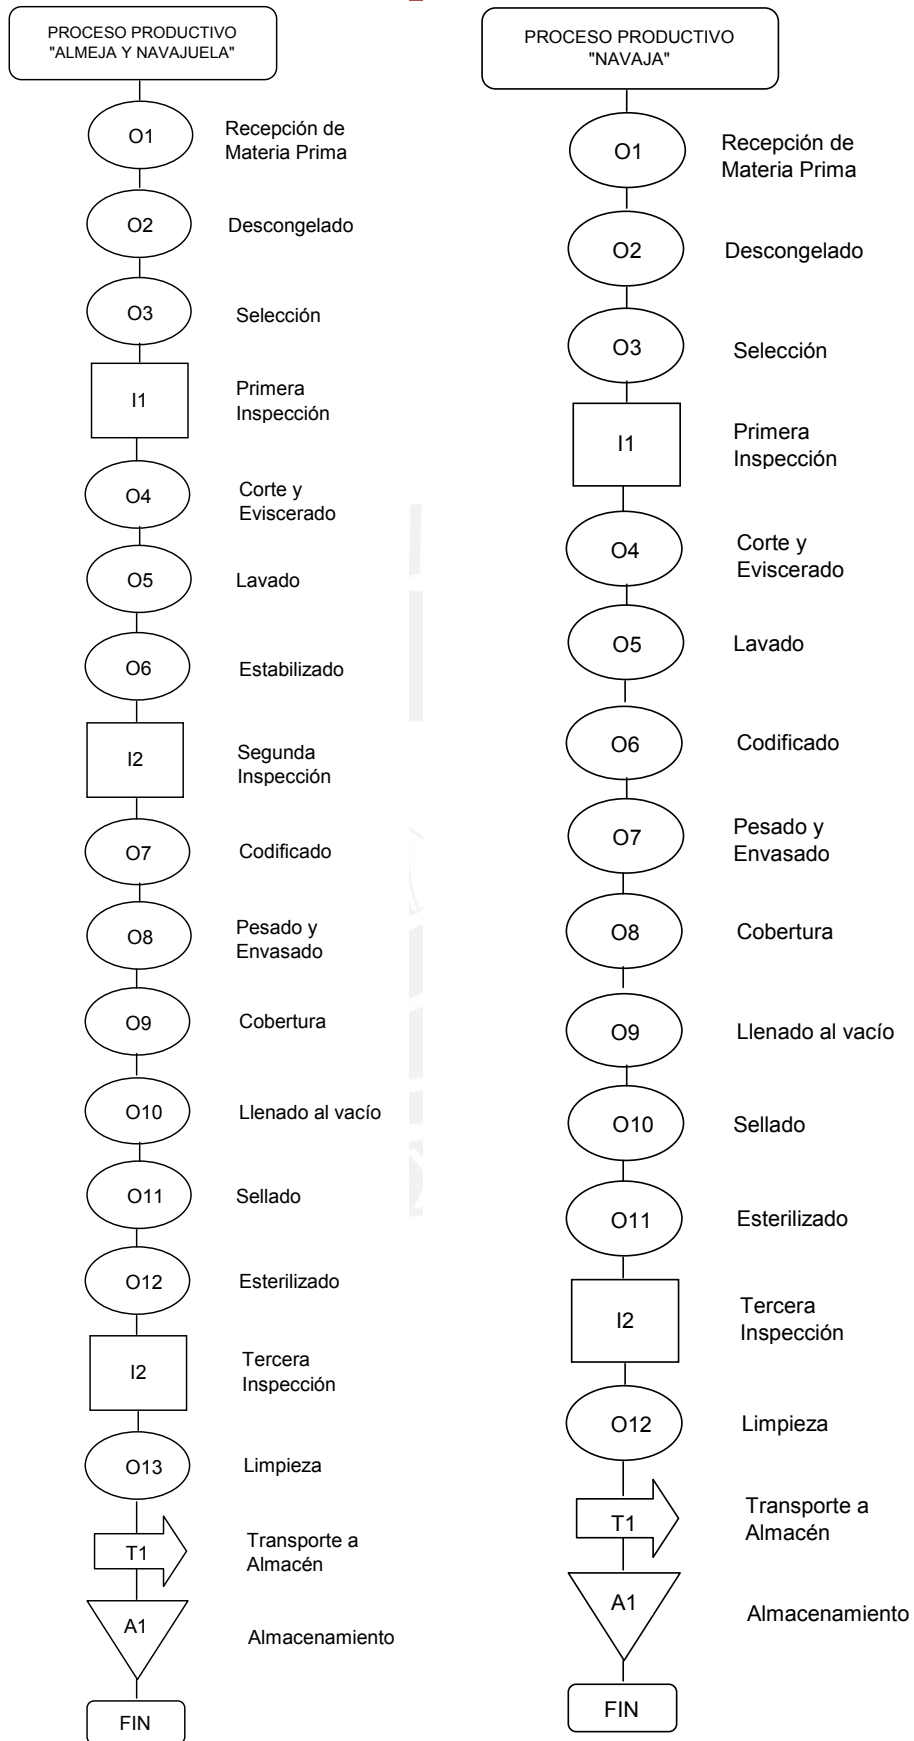 PROCESO PRODUCTIVO
"ALMEJA Y NAVAJUELA"
O1
Recepción de
Materia Prima
O2
Descongelado
O3
Selección
I1
Primera
Inspección
O4
Corte y
Eviscerado
O5
Lavado
O6
Estabilizado
I2
Segunda
Inspección
O7
Codificado
O8
Pesado y
Envasado
O9
Cobertura
O10
Llenado al vacío
O11
Sellado
O12
Esterilizado
I2
Tercera
Inspección
O13
Limpieza
T1
Transporte a
Almacén
A1
Almacenamiento
FIN
PROCESO PRODUCTIVO
"NAVAJA"
O1
Recepción de
Materia Prima
O2
Descongelado
O3
Selección
I1
Primera
Inspección
O4
Corte y
Eviscerado
O5
Lavado
O6
Codificado
O7
Pesado y
Envasado
O8
Cobertura
O9
Llenado al vacío
O10
Sellado
O11
Esterilizado
I2
Tercera
Inspección
O12
Limpieza
T1
Transporte a
Almacén
A1
Almacenamiento
FIN